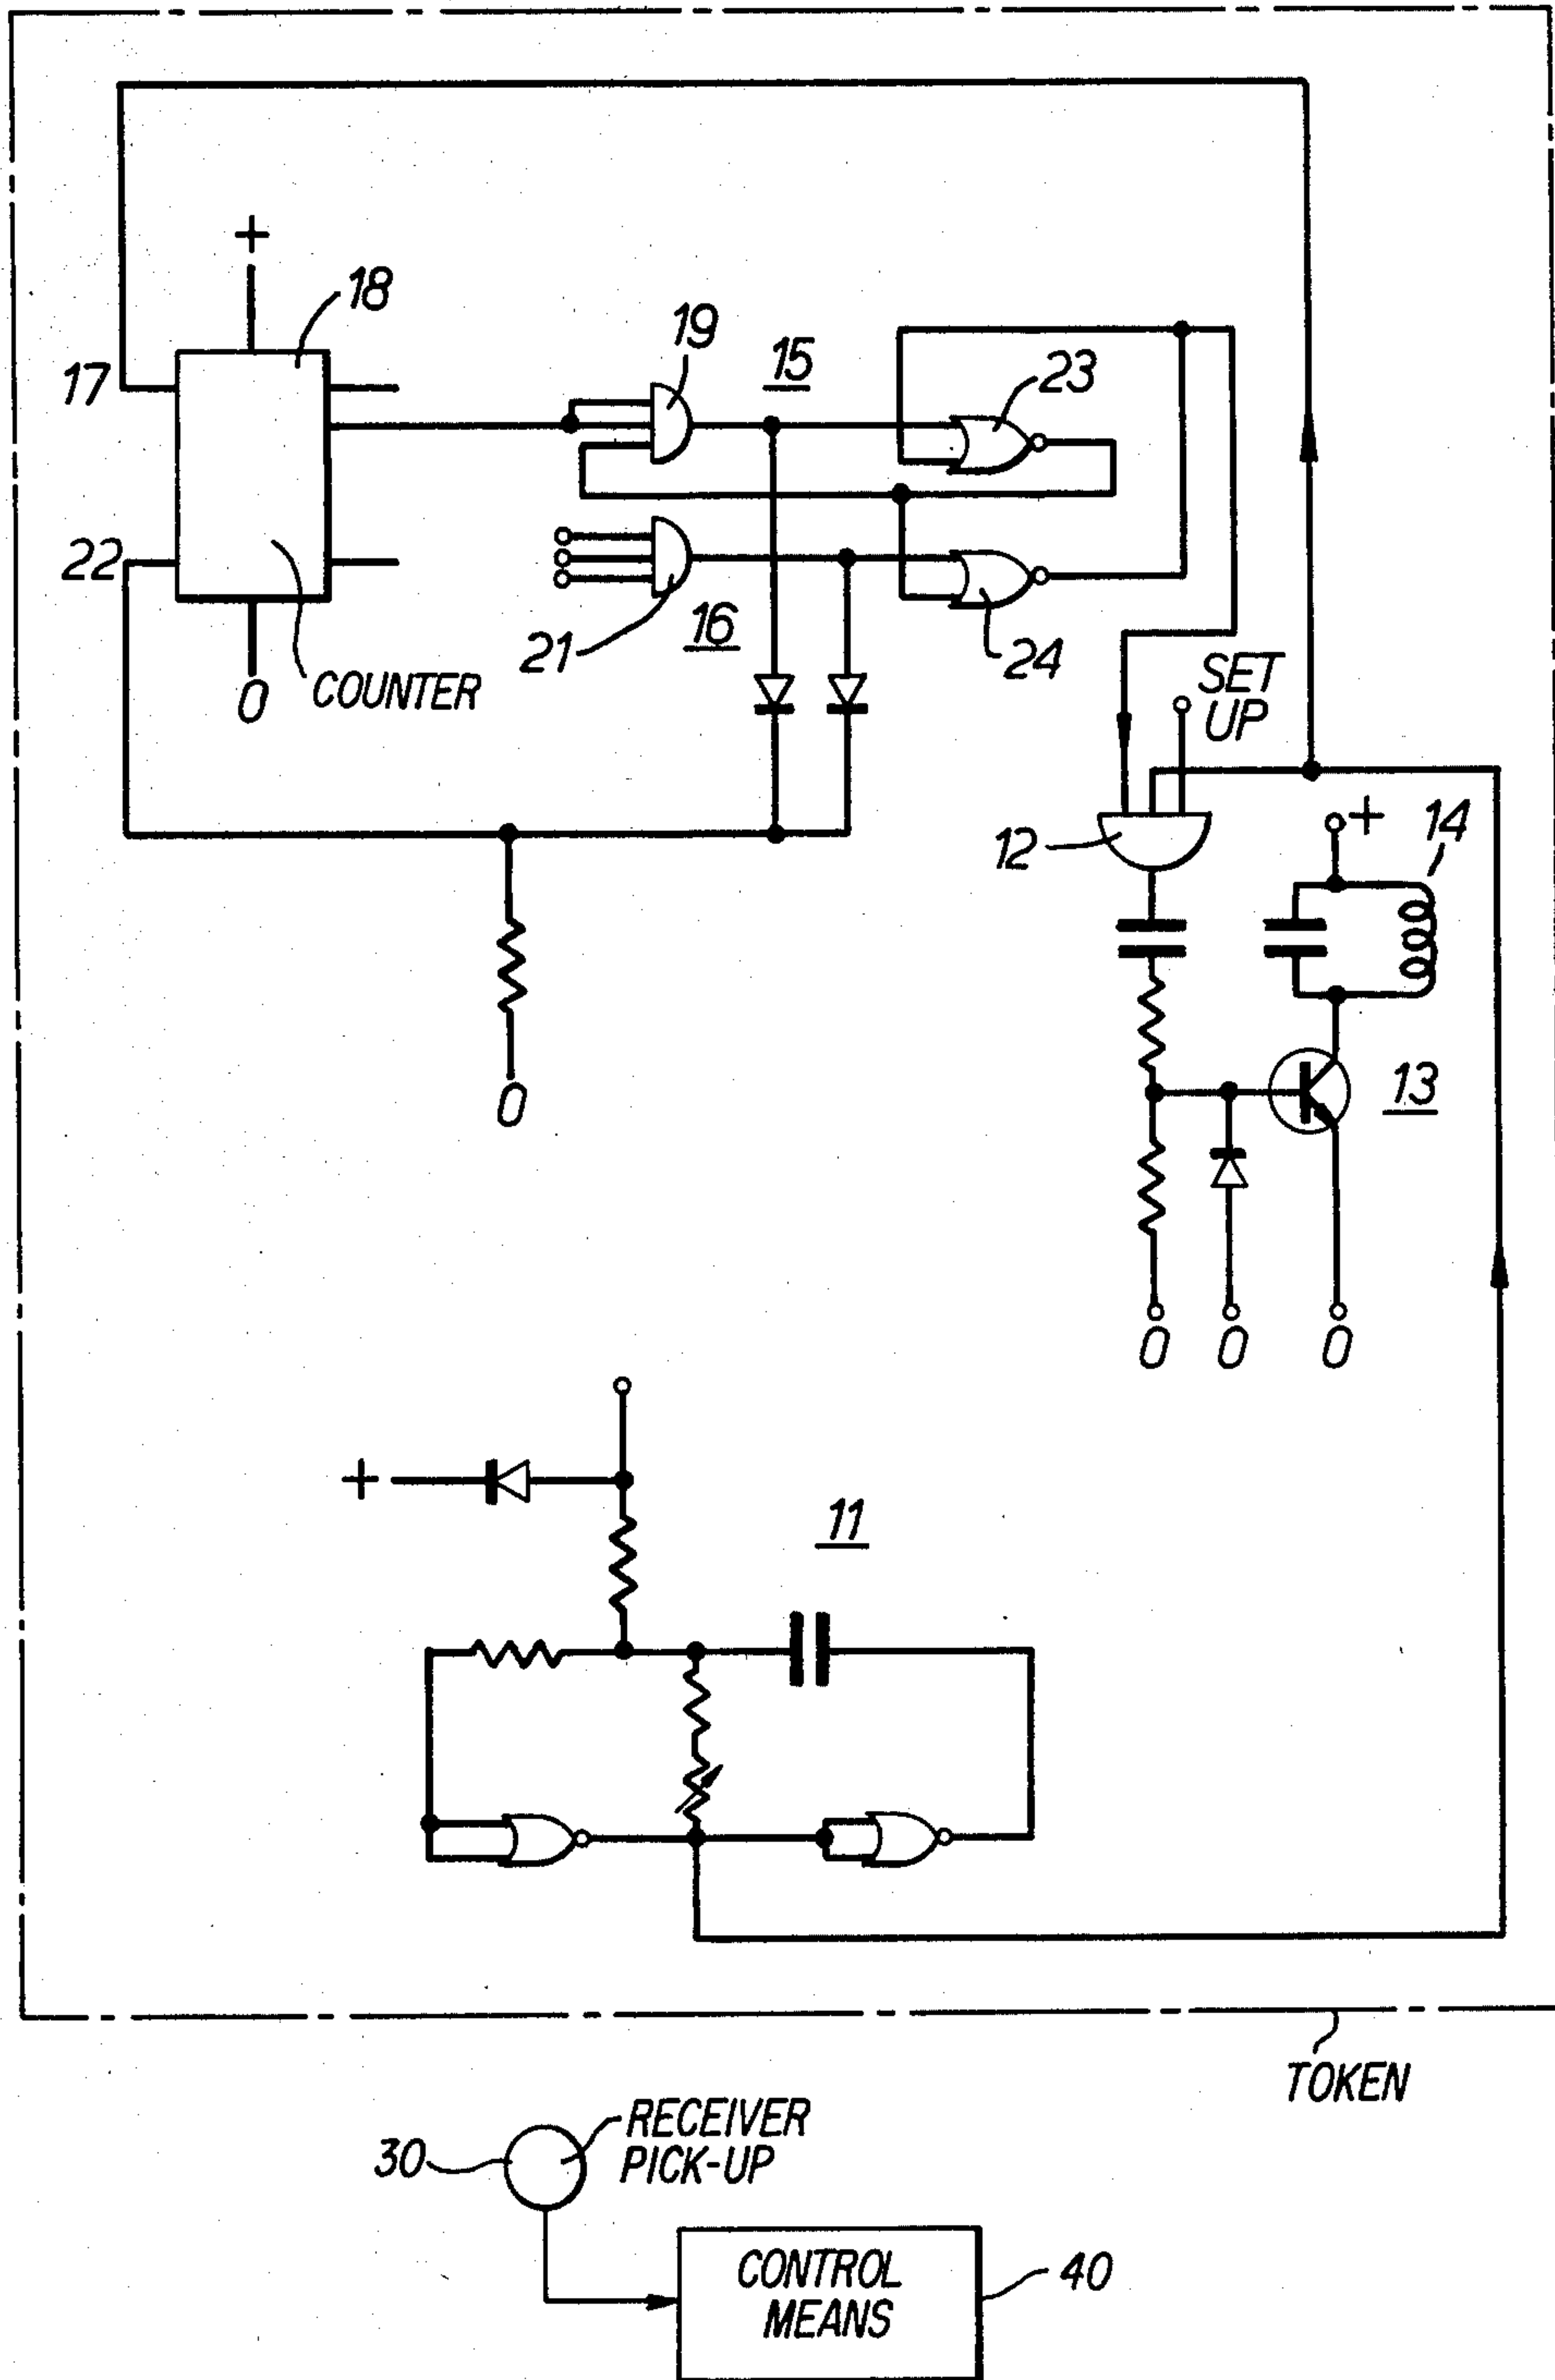 +
18
19
15
17
23
22
21
16
24
COUNTER
0
SET
UP
12
+
14
13
0
0
0
0
+
11
TOKEN
RECEIVER
PICK-UP
30
CONTROL
MEANS
40